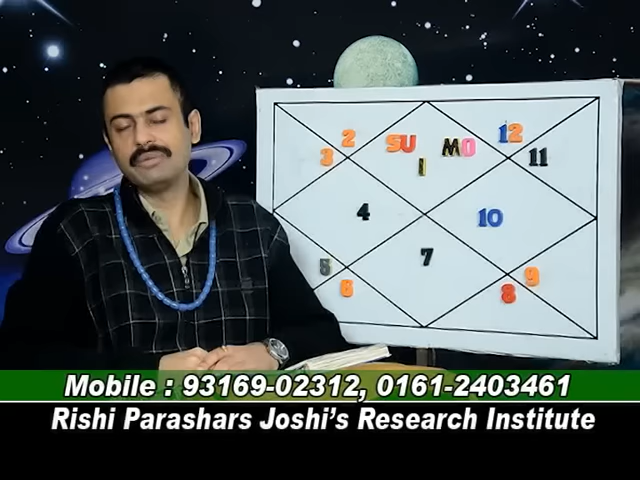 2 SU MO 12
3 1 11
4 10
7
5 9
6 8
Mobile : 93169-02312, 0161-2403461
Rishi Parashars Joshi's Research Institute